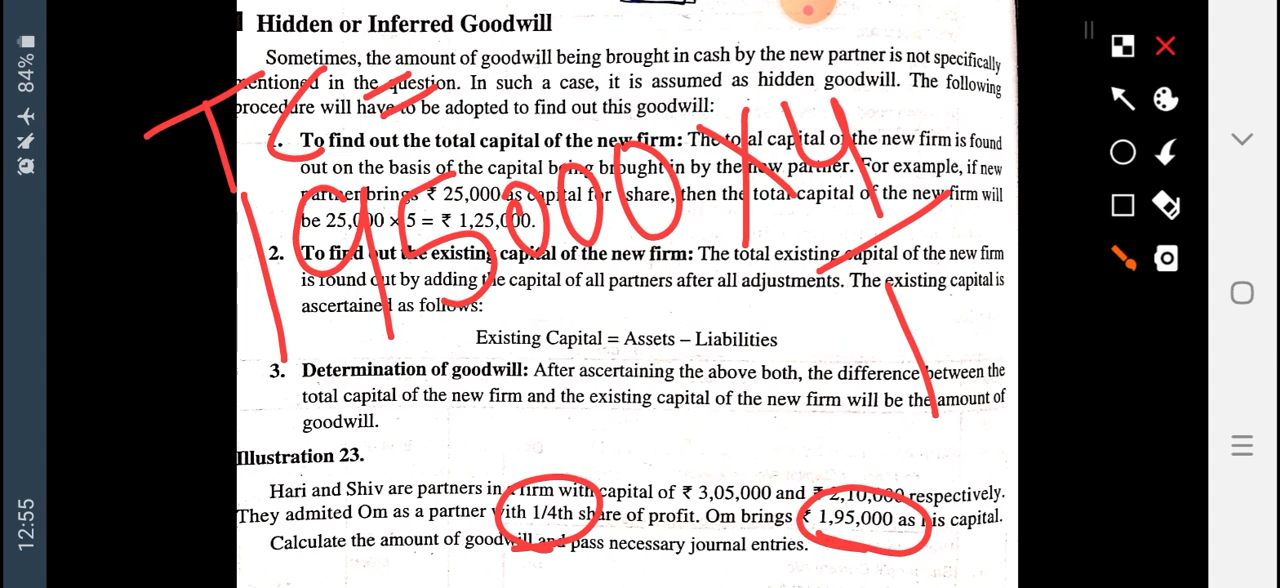 84%
12:55
Hidden or Inferred Goodwill
Sometimes, the amount of goodwill being brought in cash by the new partner is not specifically
mentioned in the question. In such a case, it is assumed as hidden goodwill. The following
procedure will have to be adopted to find out this goodwill:
1. To find out the total capital of the new firm: The total capital of the new firm is found
out on the basis of the capital being brought in by the new partner. For example, if new
partner brings ₹ 25,000 as capital for share, then the total capital of the new firm will
be 25,000 × 5 = ₹ 1,25,000.
2. To find out the existing capital of the new firm: The total existing capital of the new firm
is found out by adding the capital of all partners after all adjustments. The existing capital is
ascertained as follows:
Existing Capital = Assets – Liabilities
3. Determination of goodwill: After ascertaining the above both, the difference between the
total capital of the new firm and the existing capital of the new firm will be the amount of
goodwill.
Illustration 23.
Hari and Shiv are partners in a firm with capital of ₹ 3,05,000 and ₹ 2,10,000 respectively.
They admited Om as a partner with 1/4th share of profit. Om brings ₹ 1,95,000 as his capital.
Calculate the amount of goodwill and pass necessary journal entries.
TC =
195000 × 4/1